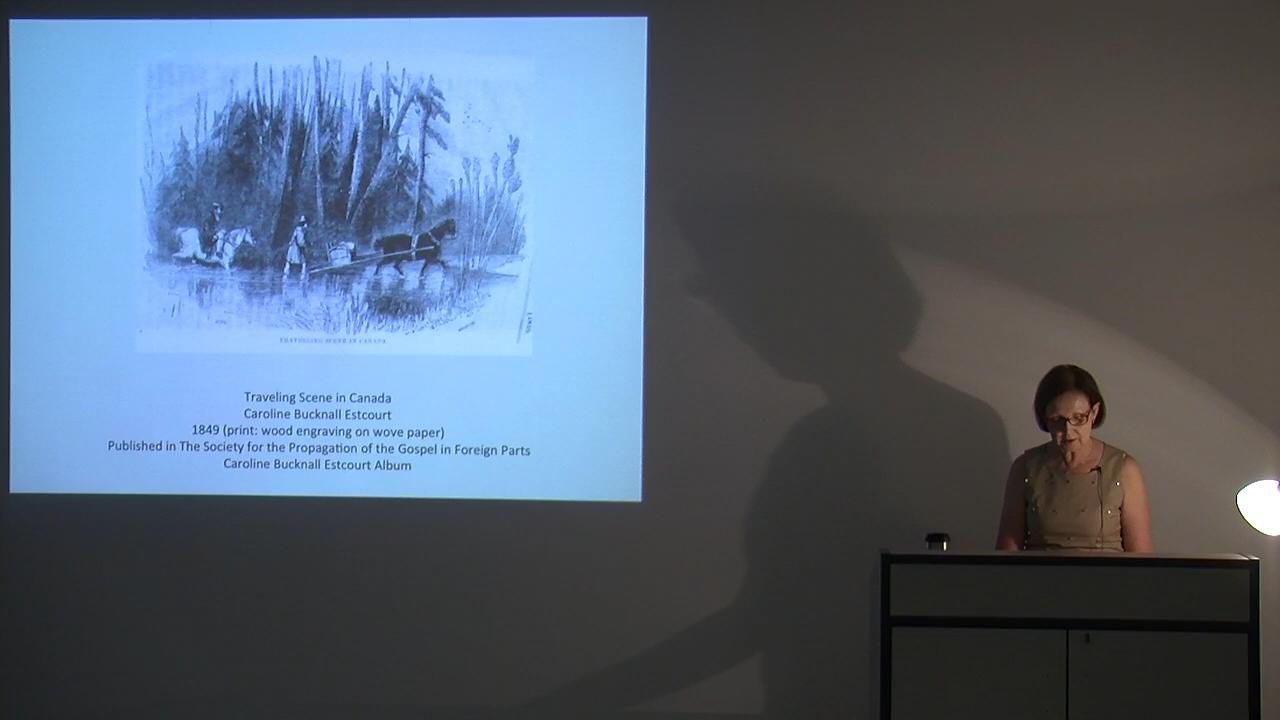 TRAVELLING SCENE IN CANADA
Traveling Scene in Canada
Caroline Bucknall Estcourt
1849 (print: wood engraving on wove paper)
Published in The Society for the Propagation of the Gospel in Foreign Parts
Caroline Bucknall Estcourt Album